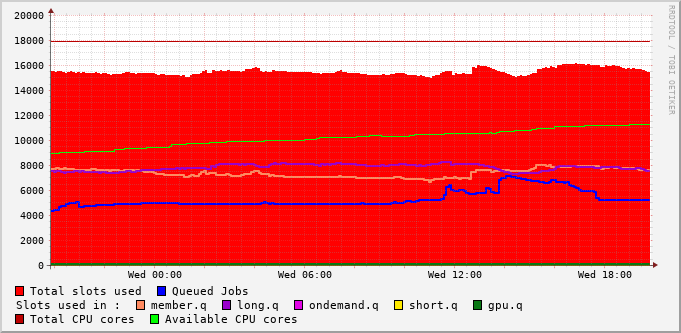 20000
18000
16000
14000
12000
10000
8000
6000
4000
2000
0
Wed 00:00 Wed 06:00 Wed 12:00 Wed 18:00
Total slots used Queued Jobs
Slots used in : member.q long.q ondemand.q short.q gpu.q
Total CPU cores Available CPU cores
RRDTOOL / TOBI OETIKER